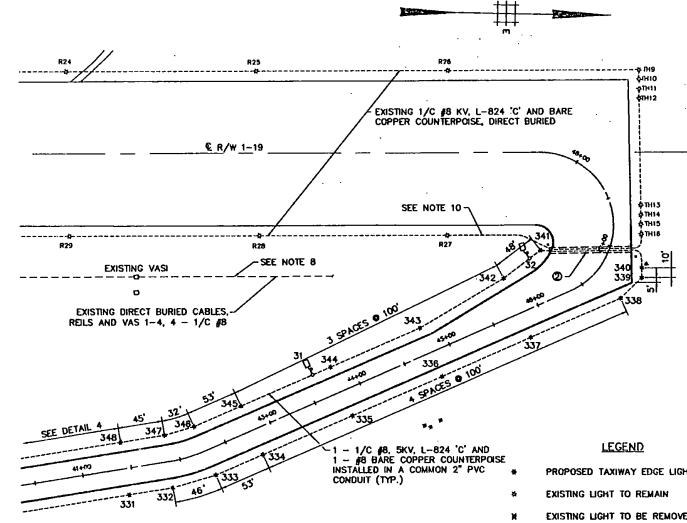 E
R24
R25
R26
TH9
TH10
TH11
TH12
EXISTING 1/C #8 KV, L-824 'C' AND BARE
COPPER COUNTERPOISE, DIRECT BURIED
R/W 1-19
48+00
TH13
TH14
TH15
TH16
SEE NOTE 10
R29
R28
R27
341
48'
32
SEE NOTE 8
EXISTING VASI
EXISTING DIRECT BURIED CABLES,
REILS AND VAS 1-4, 4 - 1/C #8
342
2
340
339
10'
5'
338
3 SPACES @ 100'
343
46+00
45+00
337
31
344
44+00
336
4 SPACES @ 100'
53'
345
43+00
335
32'
346
45'
347
348
SEE DETAIL 4
41+00
334
53'
333
46'
332
331
1 - 1/C #8, 5KV, L-824 'C' AND
1 - #8 BARE COPPER COUNTERPOISE
INSTALLED IN A COMMON 2" PVC
CONDUIT (TYP.)
LEGEND
PROPOSED TAXIWAY EDGE LIGH
EXISTING LIGHT TO REMAIN
EXISTING LIGHT TO BE REMOVE